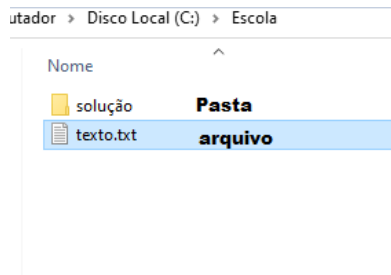 utador > Disco Local (C:) > Escola
Nome
solução Pasta
texto.txt arquivo